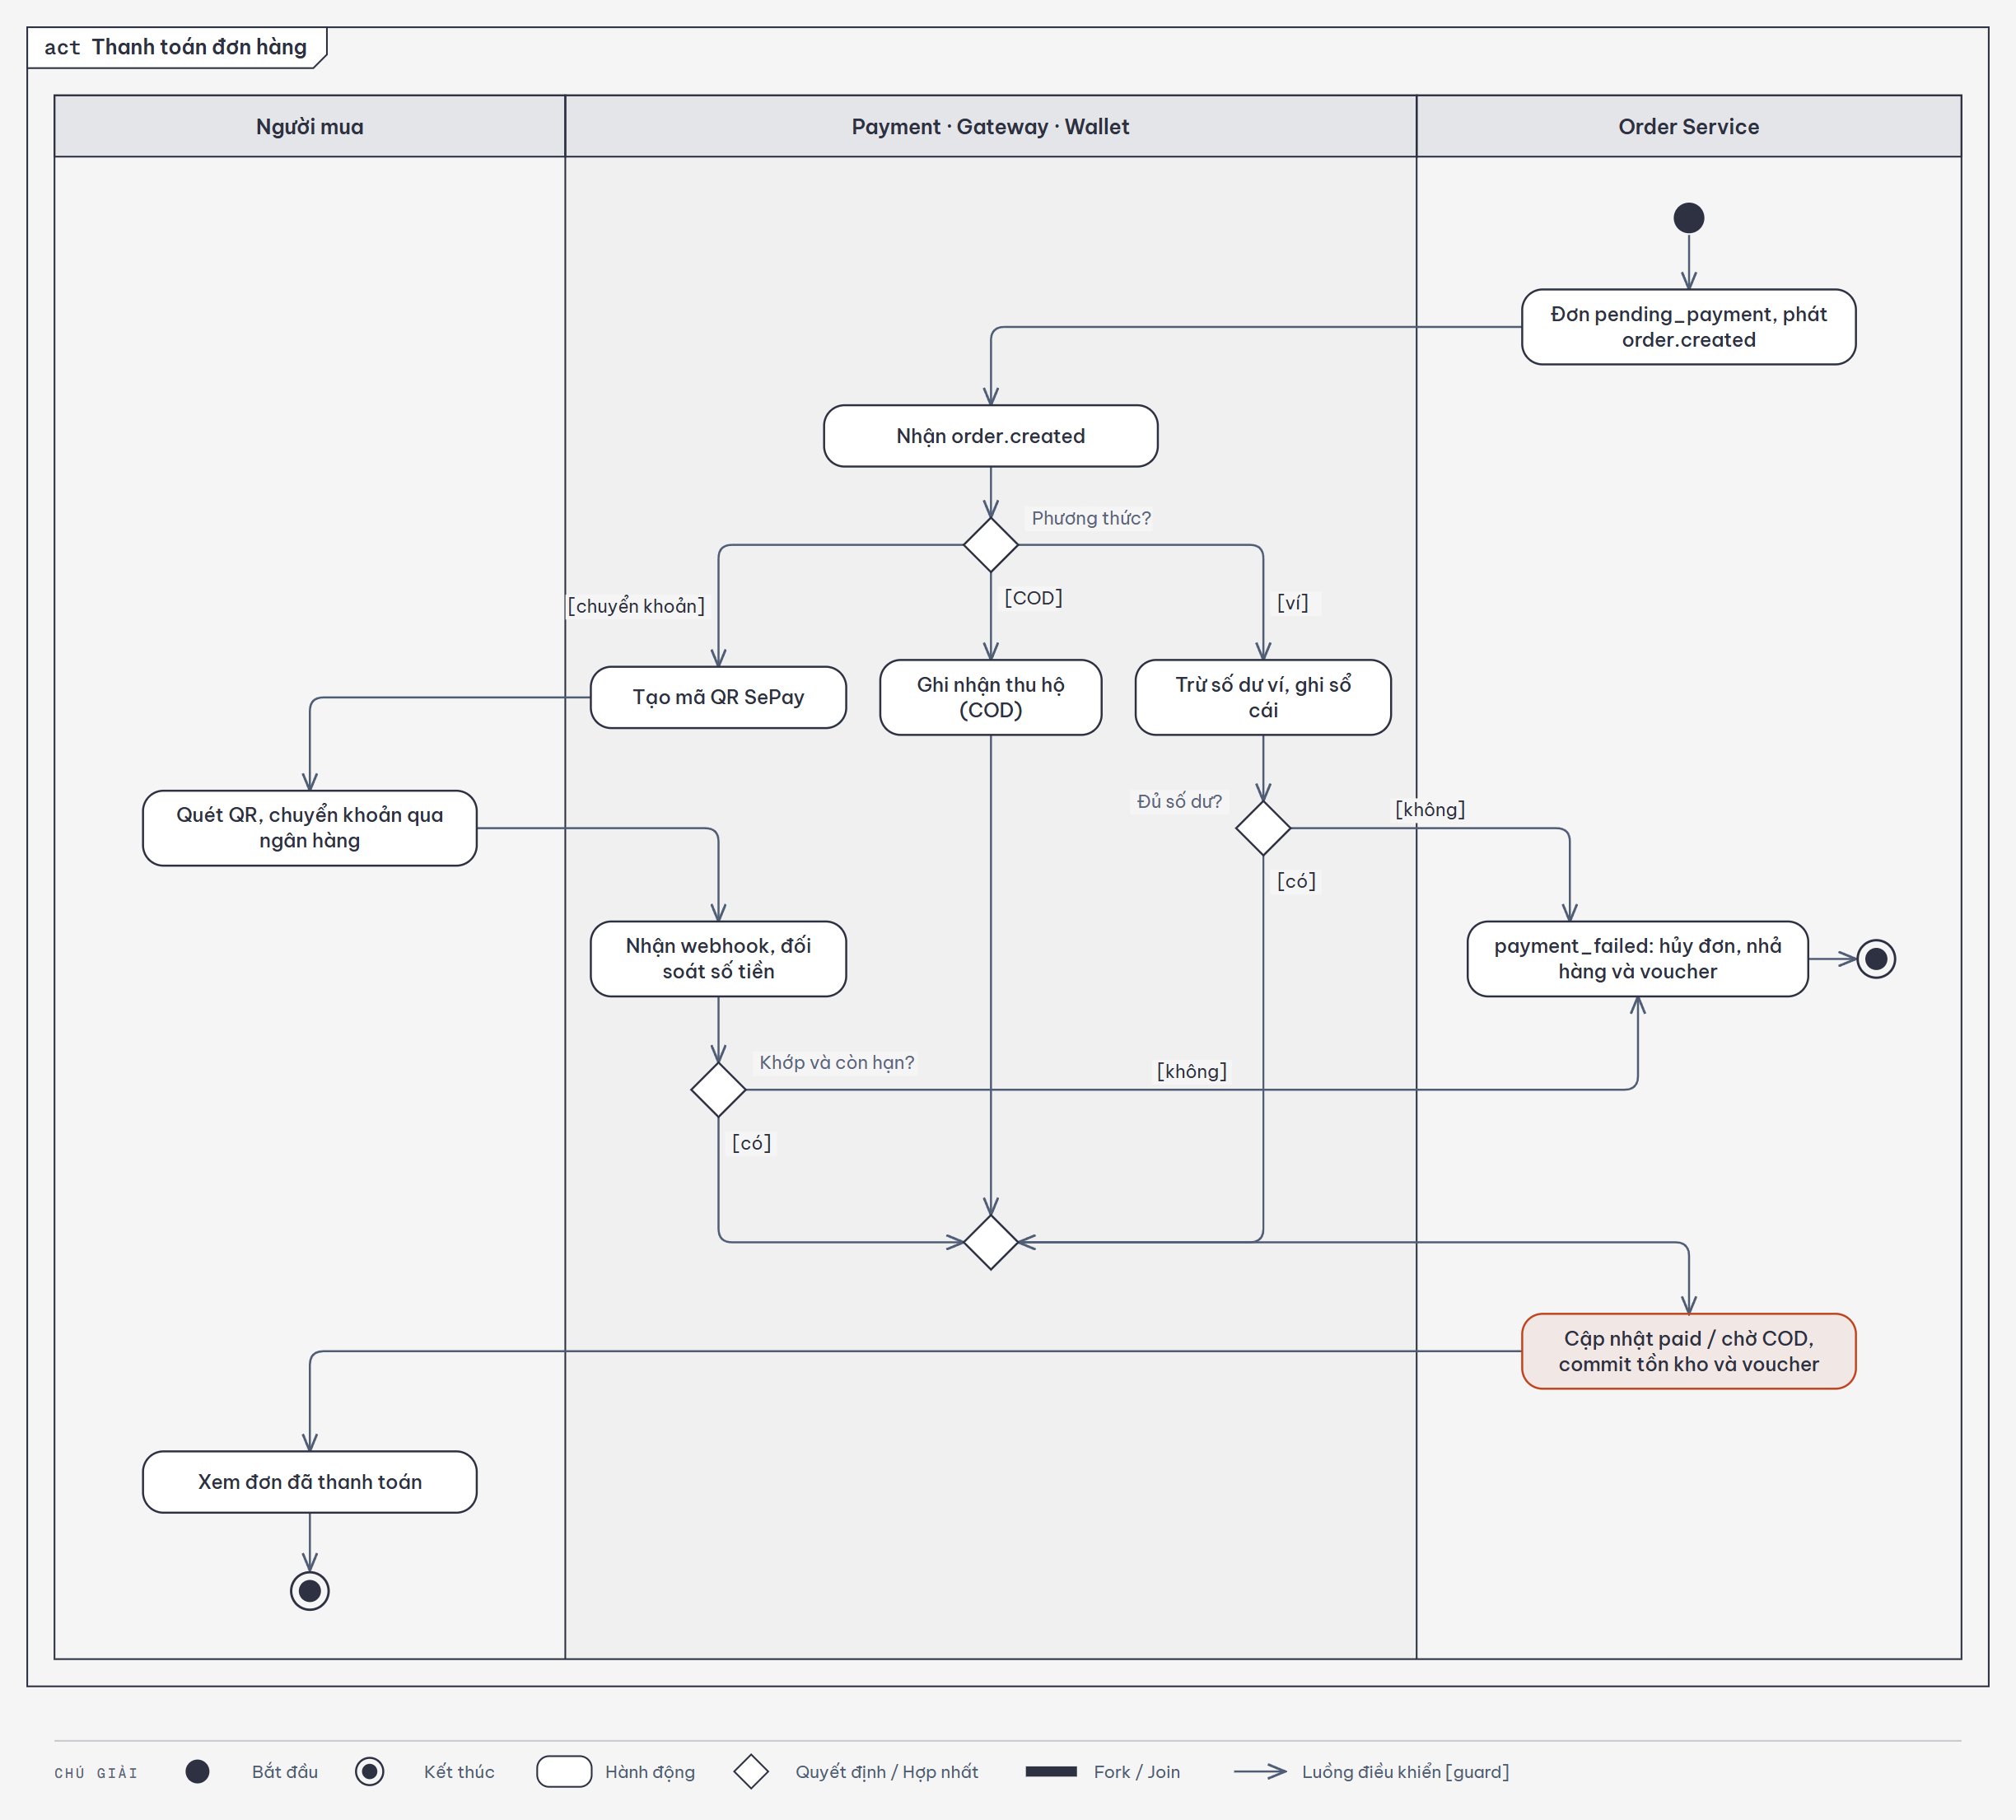 act Thanh toán đơn hàng
Người mua
Payment · Gateway · Wallet
Order Service
Đơn pending_payment, phát
order.created
Nhận order.created
Phương thức?
[chuyển khoản]
[COD]
[ví]
Tạo mã QR SePay
Ghi nhận thu hộ
(COD)
Trừ số dư ví, ghi sổ
cái
Quét QR, chuyển khoản qua
ngân hàng
Đủ số dư?
[không]
[có]
Nhận webhook, đối
soát số tiền
payment_failed: hủy đơn, nhả
hàng và voucher
Khớp và còn hạn?
[không]
[có]
Cập nhật paid / chờ COD,
commit tồn kho và voucher
Xem đơn đã thanh toán
CHÚ GIẢI
Bắt đầu
Kết thúc
Hành động
Quyết định / Hợp nhất
Fork / Join
Luồng điều khiển [guard]